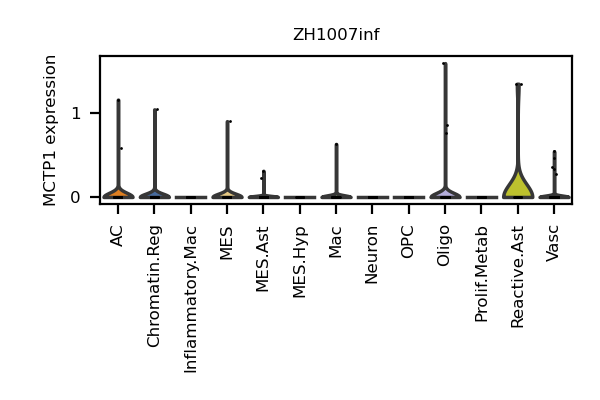 ZH1007inf
MCTP1 expression
1
0
AC
Chromatin.Reg
Inflammatory.Mac
MES
MES.Ast
MES.Hyp
Mac
Neuron
OPC
Oligo
Prolif.Metab
Reactive.Ast
Vasc